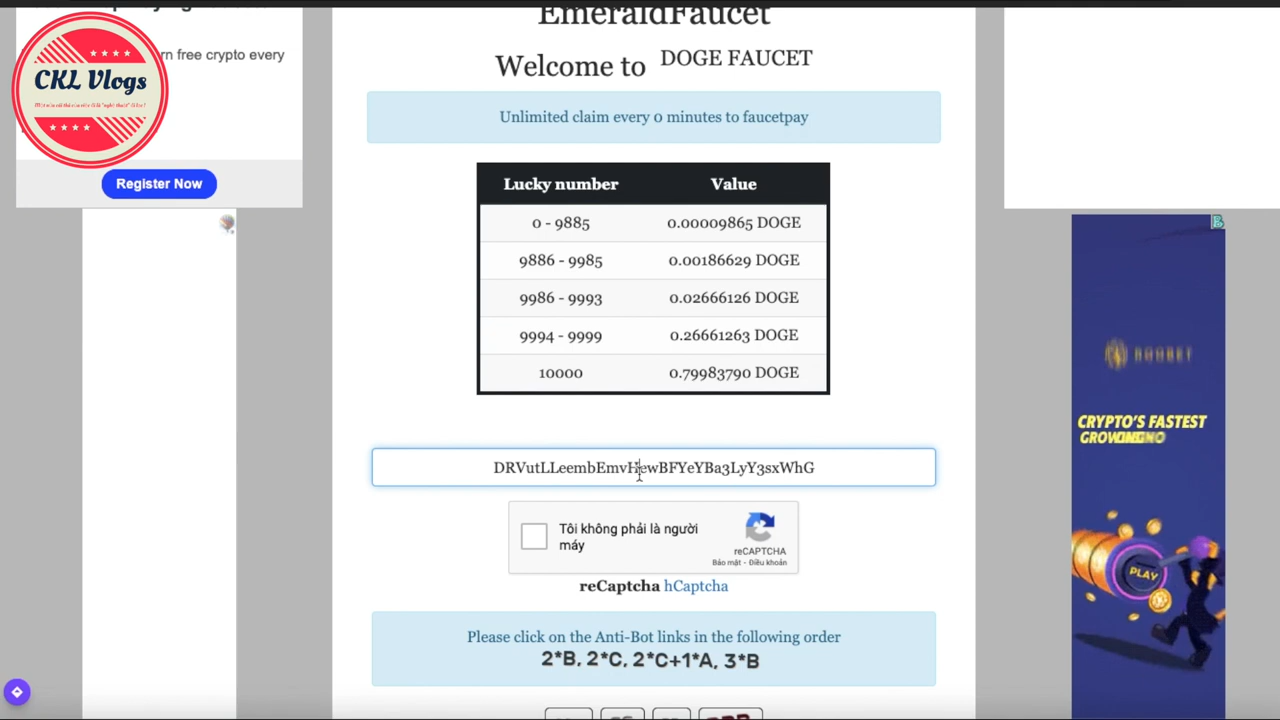 EmeraldFaucet
rn free crypto every
CKL Vlogs
Register Now
Welcome to DOGE FAUCET
Unlimited claim every 0 minutes to faucetpay
Lucky number Value
0 - 9885 0.00009865 DOGE
9886 - 9985 0.00186629 DOGE
9986 - 9993 0.02666126 DOGE
9994 - 9999 0.26661263 DOGE
10000 0.79983790 DOGE
DRVutLLeembEmvHewBFYeYBa3LyY3sxWhG
Tôi không phải là người
máy
reCAPTCHA
Bảo mật - Điều khoản
reCaptcha hCaptcha
Please click on the Anti-Bot links in the following order
2*B, 2*C, 2*C+1*A, 3*B
CRYPTO'S FASTEST
PLAY